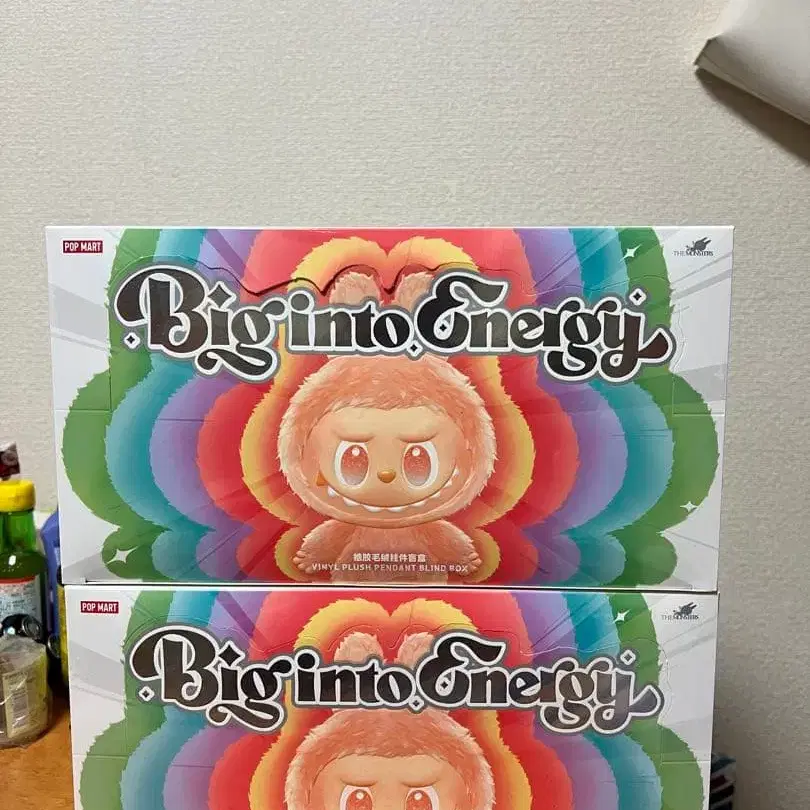 POP MART
THE MONSTERS
Big into Energy
搪胶毛绒挂件盲盒
VINYL PLUSH PENDANT BLIND BOX
POP MART
THE MONSTERS
Big into Energy